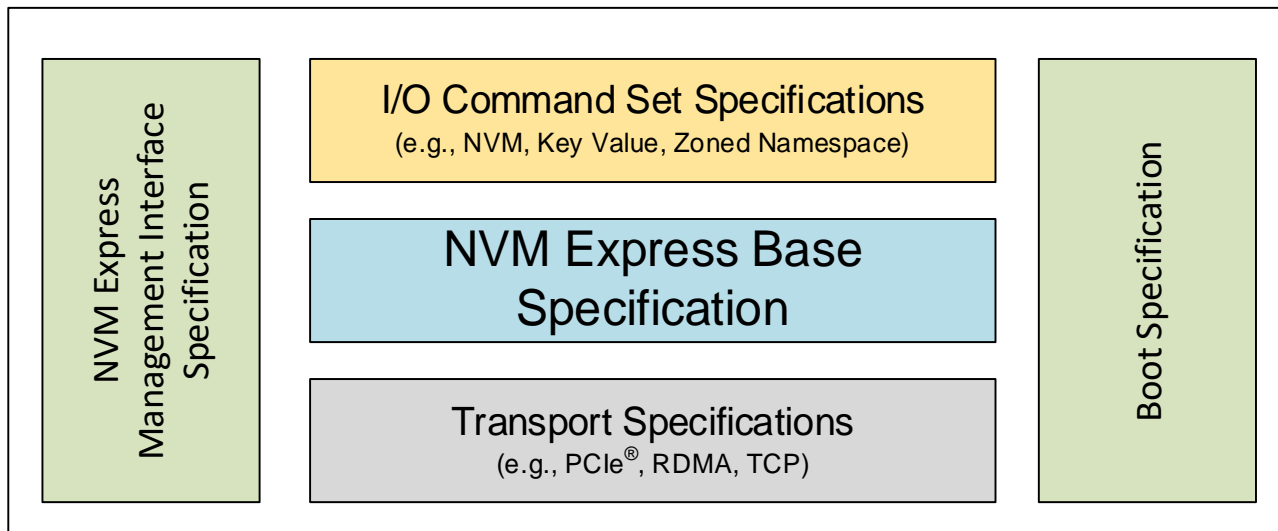 NVM Express
Management Interface
Specification
I/O Command Set Specifications
(e.g., NVM, Key Value, Zoned Namespace)
NVM Express Base
Specification
Transport Specifications
(e.g., PCIe®, RDMA, TCP)
Boot Specification